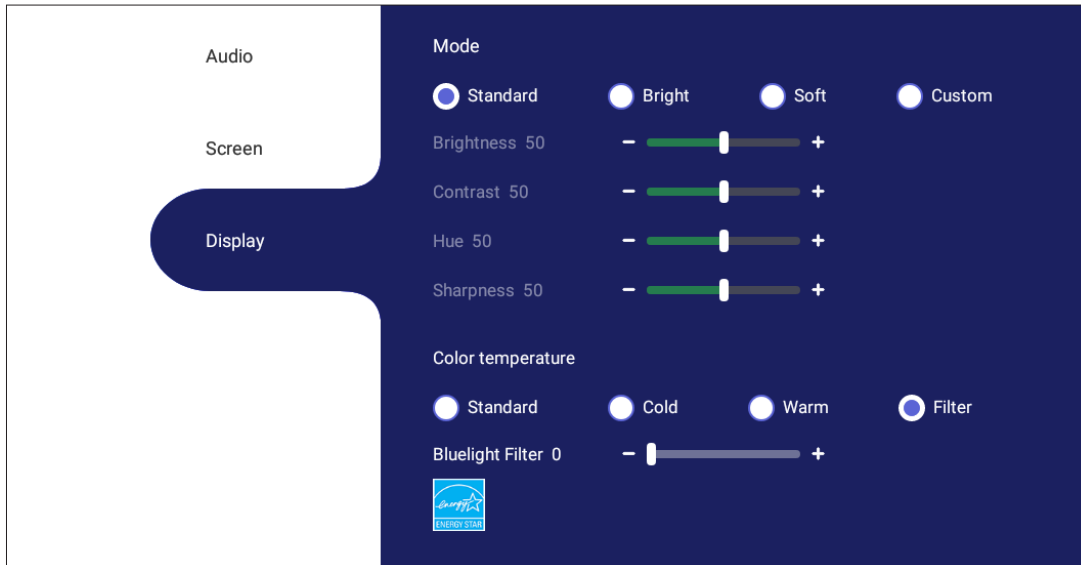 Audio
Screen
Display
Mode
Standard Bright Soft Custom
Brightness 50
Contrast 50
Hue 50
Sharpness 50
Color temperature
Standard Cold Warm Filter
Bluelight Filter 0
energy
ENERGY STAR